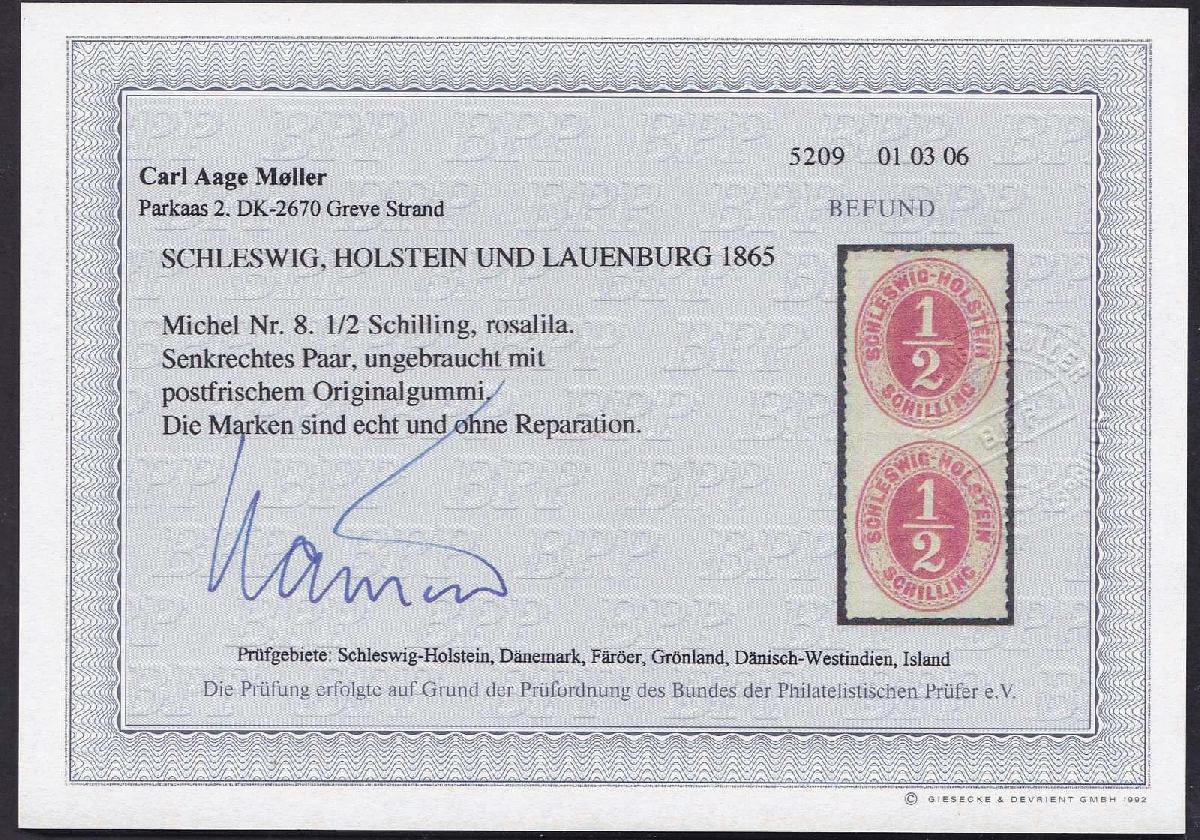 5209 01 03 06
Carl Aage Møller
Parkaas 2. DK-2670 Greve Strand
BEFUND
SCHLESWIG, HOLSTEIN UND LAUENBURG 1865
Michel Nr. 8. 1/2 Schilling, rosalila.
Senkrechtes Paar, ungebraucht mit
postfrischem Originalgummi.
Die Marken sind echt und ohne Reparation.
SCHLESWIG-HOLSTEIN
1/2
SCHILLING
SCHLESWIG-HOLSTEIN
1/2
SCHILLING
Prüfgebiete: Schleswig-Holstein, Dänemark, Färöer, Grönland, Dänisch-Westindien, Island
Die Prüfung erfolgte auf Grund der Prüfordnung des Bundes der Philatelistischen Prüfer e.V.
© GIESECKE & DEVRIENT GMBH 1992